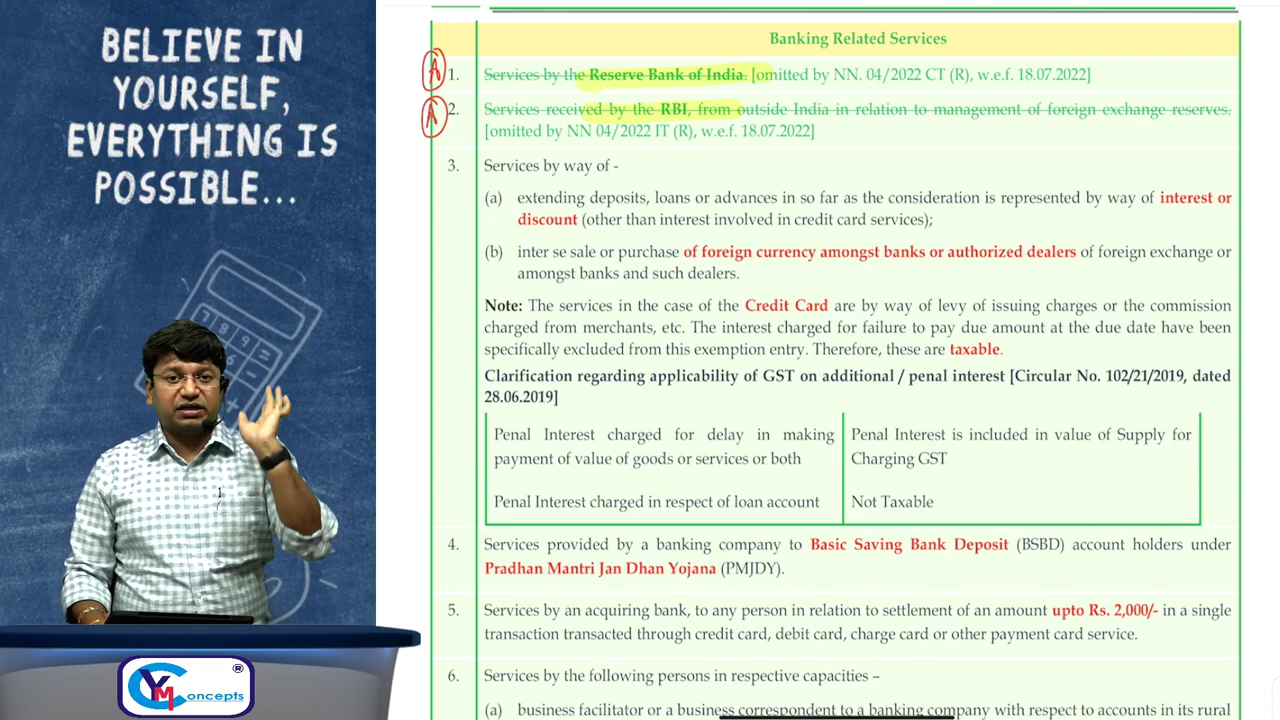 BELIEVE IN
YOURSELF,
EVERYTHING IS
POSSIBLE...
YM Concepts ®
Banking Related Services
A 1. Services by the Reserve Bank of India. [omitted by NN. 04/2022 CT (R), w.e.f. 18.07.2022]
A 2. Services received by the RBI, from outside India in relation to management of foreign exchange reserves.
[omitted by NN 04/2022 IT (R), w.e.f. 18.07.2022]
3. Services by way of -
(a) extending deposits, loans or advances in so far as the consideration is represented by way of interest or
discount (other than interest involved in credit card services);
(b) inter se sale or purchase of foreign currency amongst banks or authorized dealers of foreign exchange or
amongst banks and such dealers.
Note: The services in the case of the Credit Card are by way of levy of issuing charges or the commission
charged from merchants, etc. The interest charged for failure to pay due amount at the due date have been
specifically excluded from this exemption entry. Therefore, these are taxable.
Clarification regarding applicability of GST on additional / penal interest [Circular No. 102/21/2019, dated
28.06.2019]
Penal Interest charged for delay in making
payment of value of goods or services or both
Penal Interest is included in value of Supply for
Charging GST
Penal Interest charged in respect of loan account
Not Taxable
4. Services provided by a banking company to Basic Saving Bank Deposit (BSBD) account holders under
Pradhan Mantri Jan Dhan Yojana (PMJDY).
5. Services by an acquiring bank, to any person in relation to settlement of an amount upto Rs. 2,000/- in a single
transaction transacted through credit card, debit card, charge card or other payment card service.
6. Services by the following persons in respective capacities –
(a) business facilitator or a business correspondent to a banking company with respect to accounts in its rural